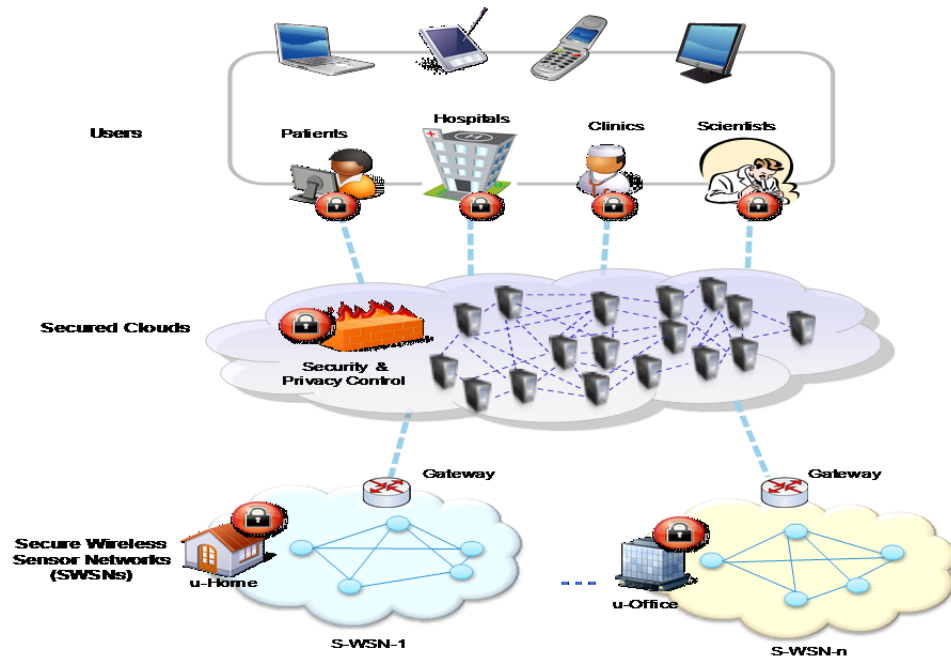 Users
Patients
Hospitals
Clinics
Scientists
Secured Clouds
Security &
Privacy Control
Gateway
Gateway
Secure Wireless
Sensor Networks
(SWSNs)
u-Home
u-Office
S-WSN-1
S-WSN-n